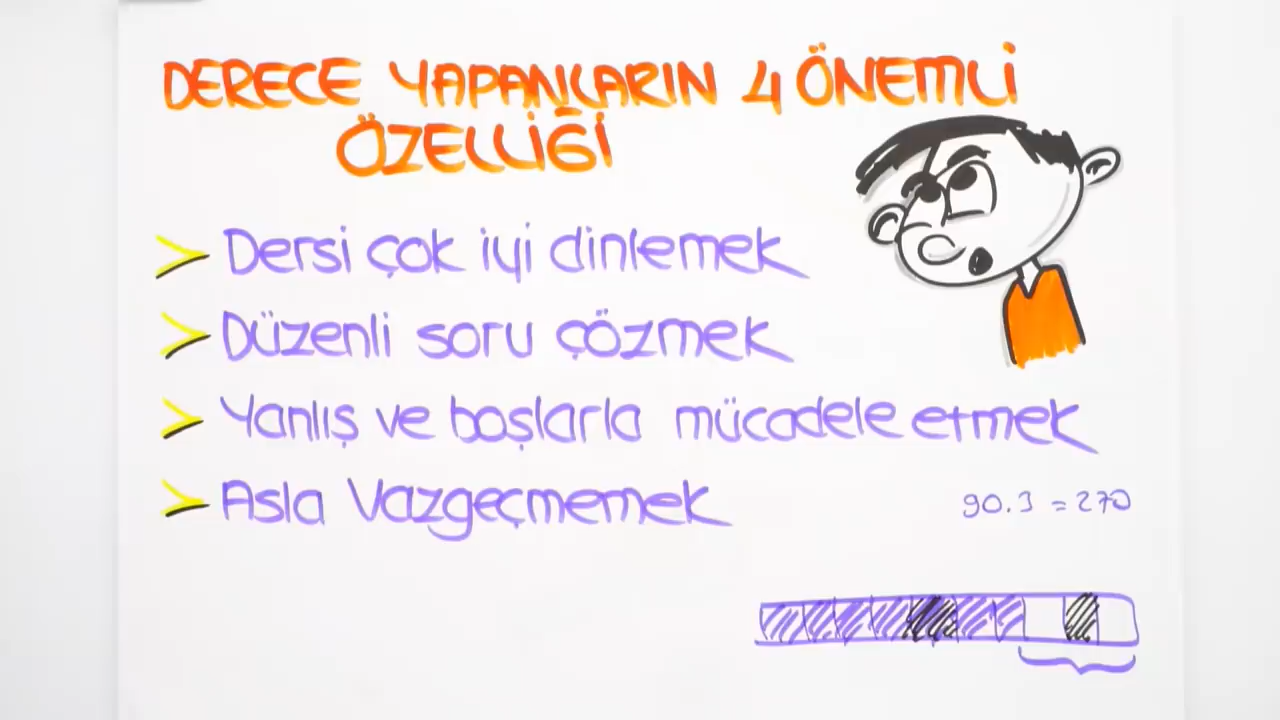 DERECE YAPANLARIN 4 ÖNEMLİ
ÖZELLİĞİ
Dersi çok iyi dinlemek
Düzenli soru çözmek
Yanlış ve boşlarla mücadele etmek
Asla Vazgeçmemek
90.3 = 270